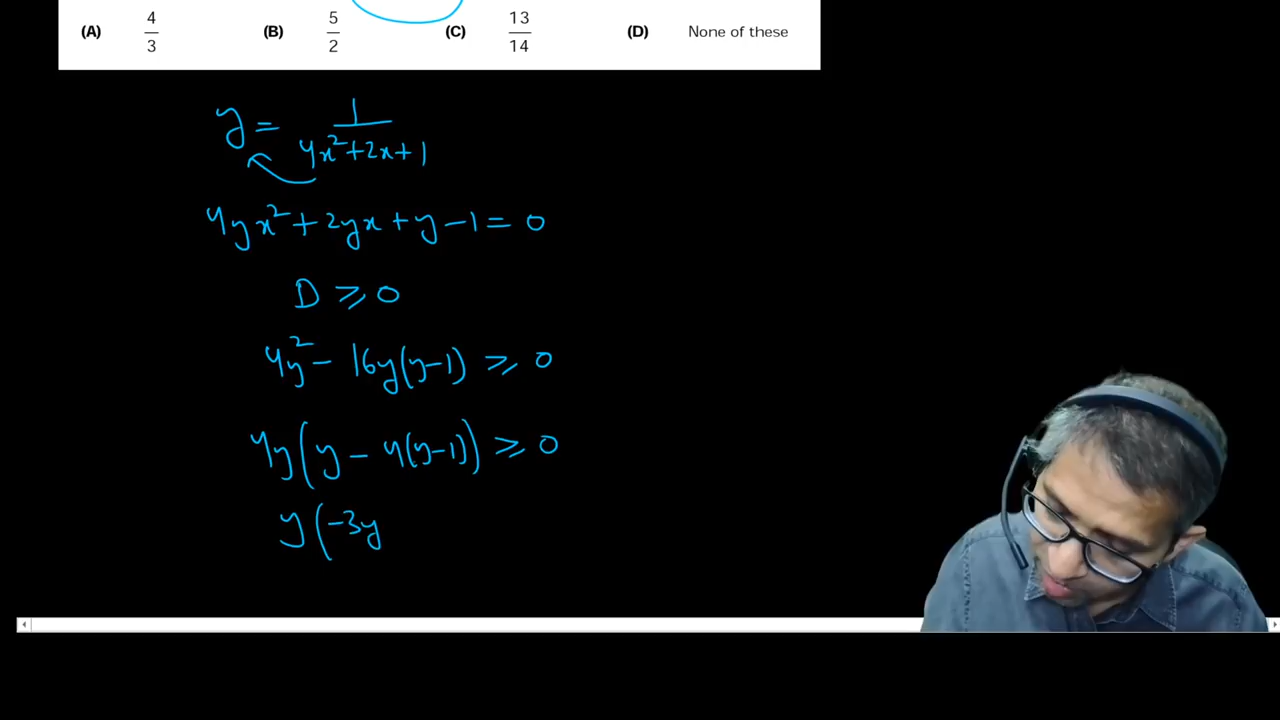 (A) 4/3 (B) 5/2 (C) 13/14 (D) None of these
y = 1/(4x²+2x+1)
4yx² + 2yx + y - 1 = 0
D ≥ 0
4y² - 16y(y-1) ≥ 0
4y(y - 4(y-1)) ≥ 0
y(-3y